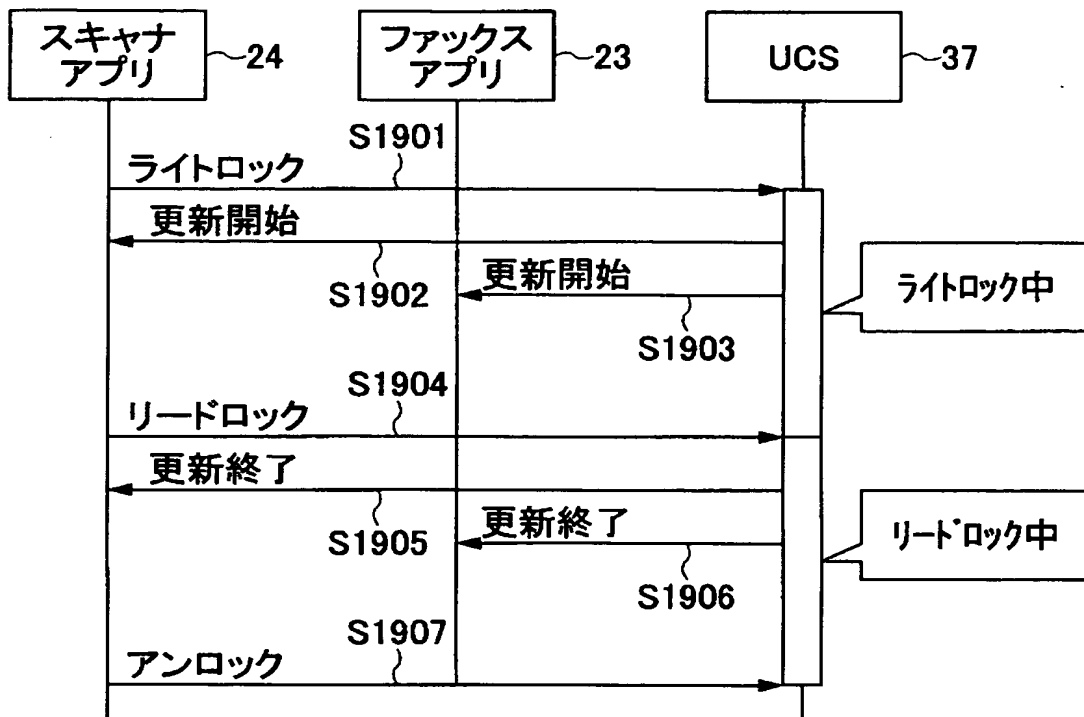 スキャナ
アプリ
24
ファックス
アプリ
23
UCS
37
S1901
ライトロック
更新開始
S1902
更新開始
S1903
ライトロック中
S1904
リードロック
更新終了
S1905
更新終了
S1906
リードロック中
S1907
アンロック